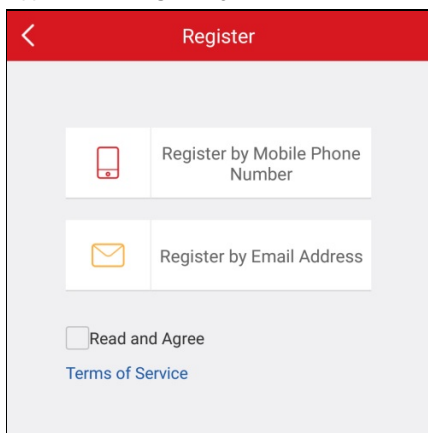 Register
Register by Mobile Phone
Number
Register by Email Address
Read and Agree
Terms of Service